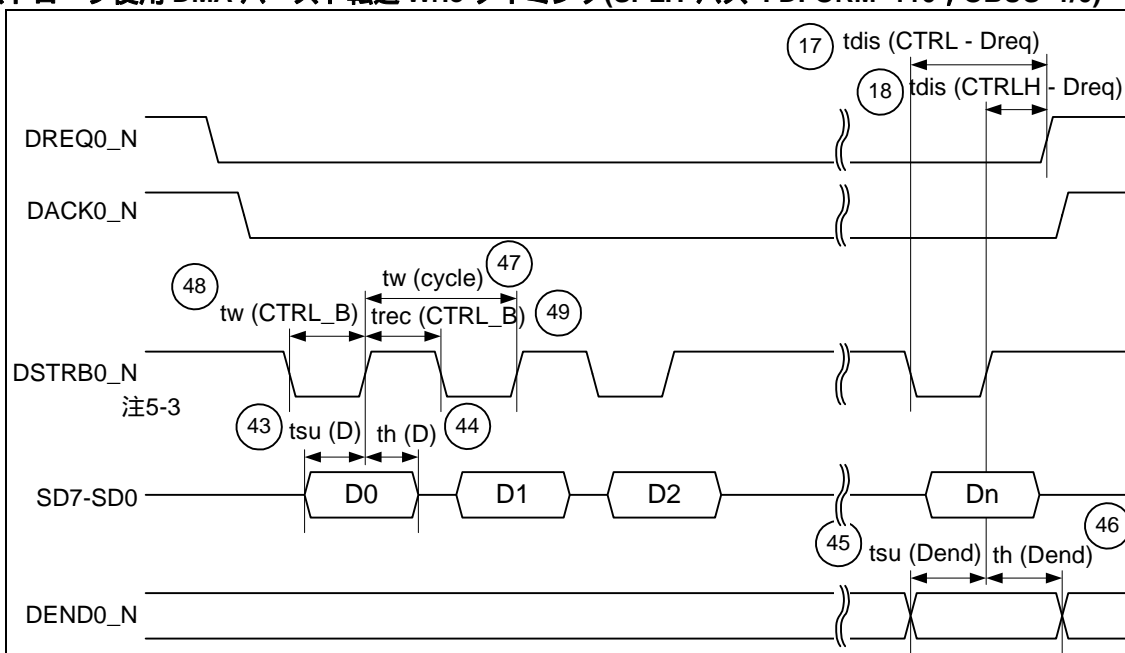 17 tdis (CTRL - Dreq)
18 tdis (CTRLH - Dreq)
DREQ0_N
DACK0_N
48 tw (CTRL_B)
tw (cycle) 47
trec (CTRL_B) 49
DSTRB0_N
注5-3
43 tsu (D) th (D) 44
SD7-SD0 D0 D1 D2 Dn
45 tsu (Dend) th (Dend) 46
DEND0_N